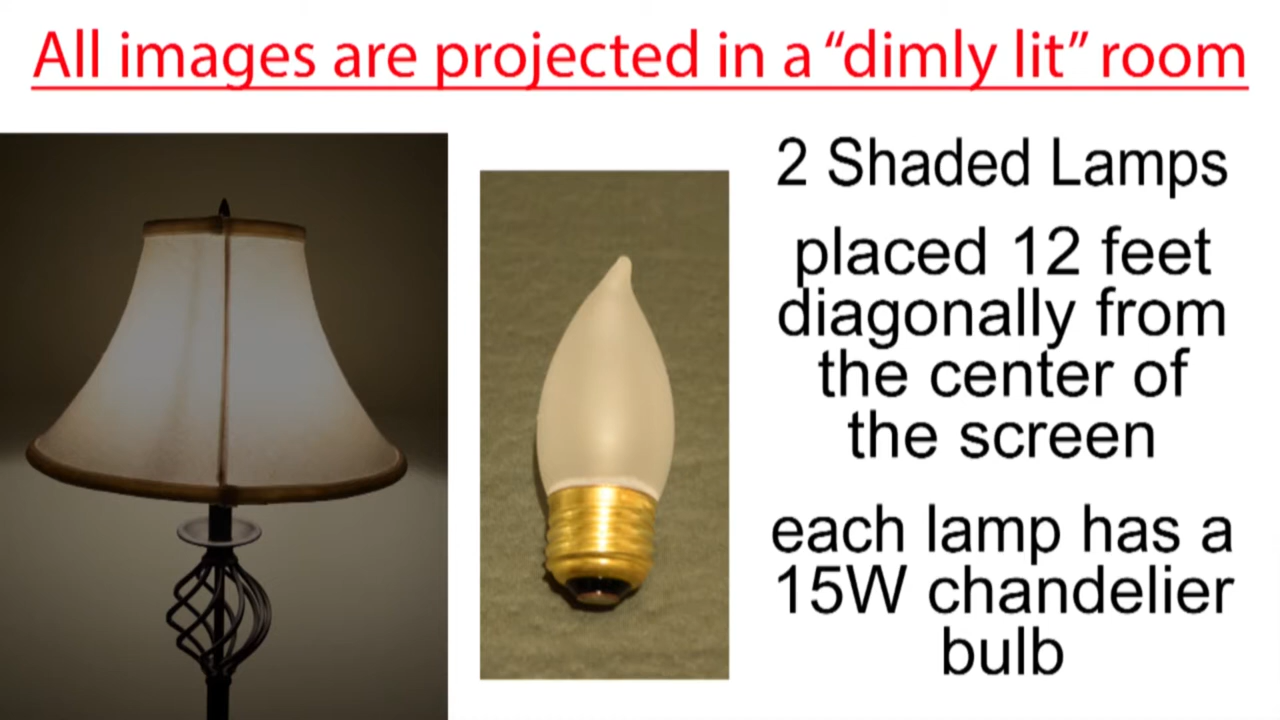 All images are projected in a “dimly lit” room
2 Shaded Lamps
placed 12 feet
diagonally from
the center of
the screen
each lamp has a
15W chandelier
bulb